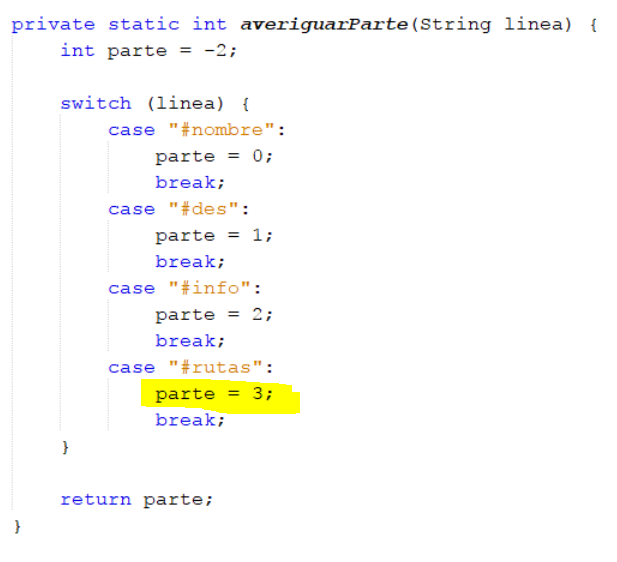 private static int averiguarParte(String linea) {
    int parte = -2;
    switch (linea) {
        case "#nombre":
            parte = 0;
            break;
        case "#des":
            parte = 1;
            break;
        case "#info":
            parte = 2;
            break;
        case "#rutas":
            parte = 3;
            break;
    }
    return parte;
}